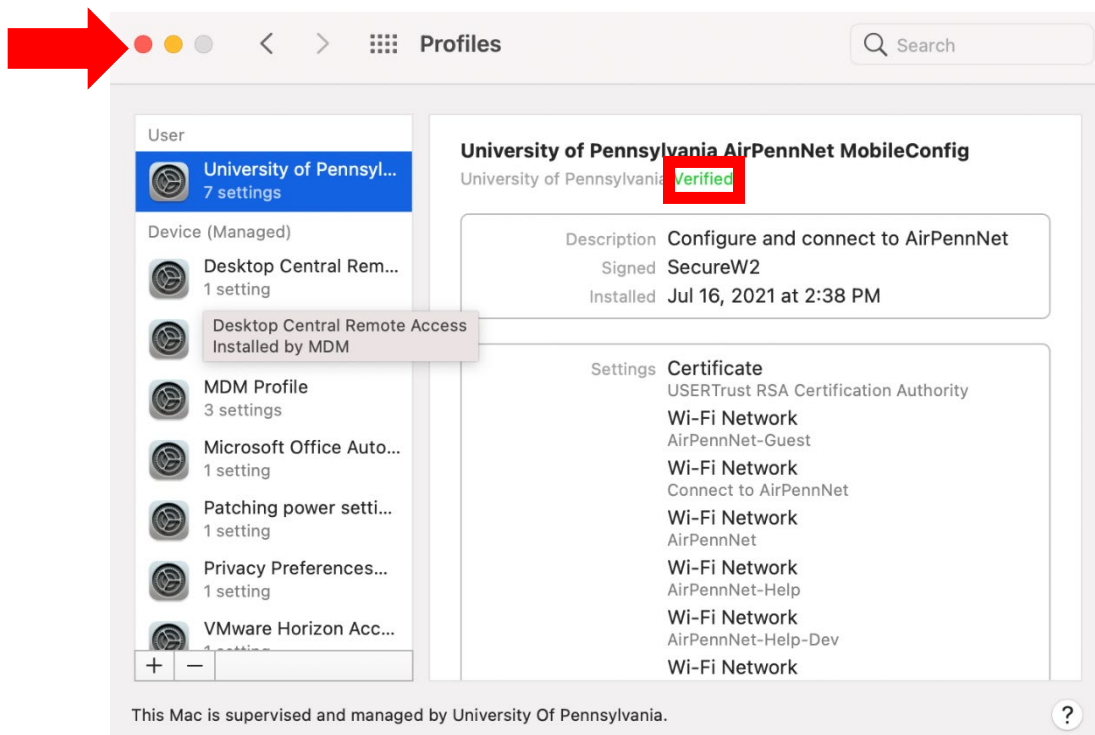 Profiles
Search
User
University of Pennsyl...
7 settings
Device (Managed)
Desktop Central Rem...
1 setting
Desktop Central Remote Access
Installed by MDM
MDM Profile
3 settings
Microsoft Office Auto...
1 setting
Patching power setti...
1 setting
Privacy Preferences...
1 setting
VMware Horizon Acc...
1 setting
+ −
University of Pennsylvania AirPennNet MobileConfig
University of Pennsylvania Verified
Description Configure and connect to AirPennNet
Signed SecureW2
Installed Jul 16, 2021 at 2:38 PM
Settings Certificate
USERTrust RSA Certification Authority
Wi-Fi Network
AirPennNet-Guest
Wi-Fi Network
Connect to AirPennNet
Wi-Fi Network
AirPennNet
Wi-Fi Network
AirPennNet-Help
Wi-Fi Network
AirPennNet-Help-Dev
Wi-Fi Network
This Mac is supervised and managed by University Of Pennsylvania.
?